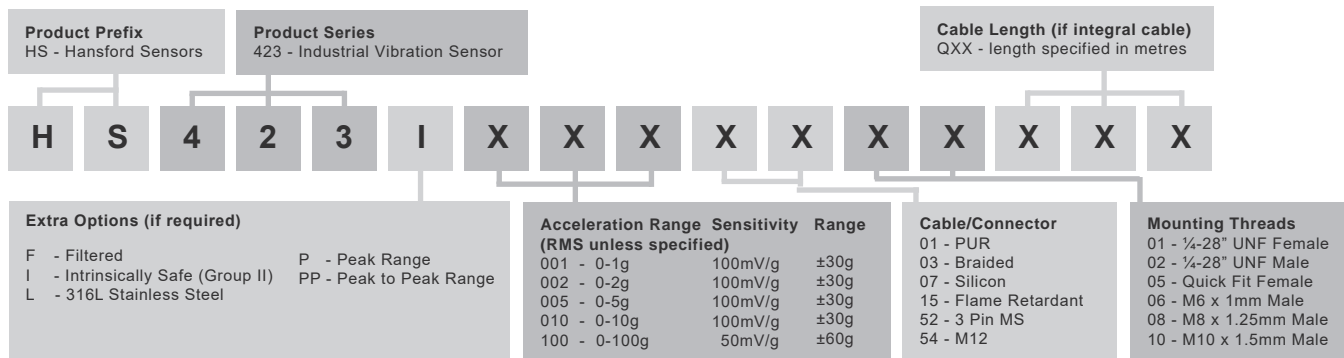 Product Prefix
HS - Hansford Sensors
Product Series
423 - Industrial Vibration Sensor
Cable Length (if integral cable)
QXX - length specified in metres
H S 4 2 3 I X X X X X X X X X X
Extra Options (if required)
F - Filtered
I - Intrinsically Safe (Group II)
L - 316L Stainless Steel
P - Peak Range
PP - Peak to Peak Range
Acceleration Range Sensitivity Range
(RMS unless specified)
001 - 0-1g 100mV/g ±30g
002 - 0-2g 100mV/g ±30g
005 - 0-5g 100mV/g ±30g
010 - 0-10g 100mV/g ±30g
100 - 0-100g 50mV/g ±60g
Cable/Connector
01 - PUR
03 - Braided
07 - Silicon
15 - Flame Retardant
52 - 3 Pin MS
54 - M12
Mounting Threads
01 - ¼-28” UNF Female
02 - ¼-28” UNF Male
05 - Quick Fit Female
06 - M6 x 1mm Male
08 - M8 x 1.25mm Male
10 - M10 x 1.5mm Male